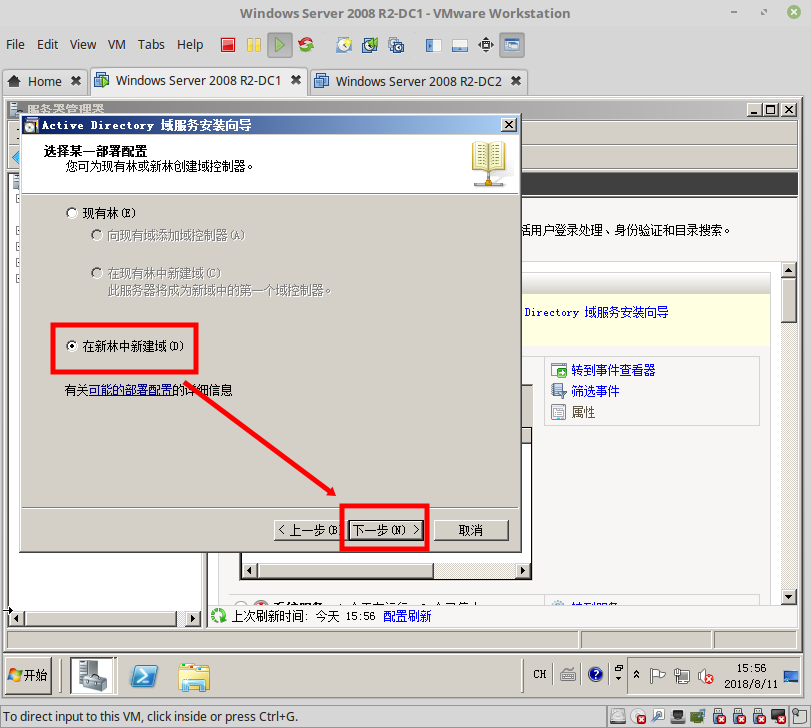 Windows Server 2008 R2-DC1 - VMware Workstation
File Edit View VM Tabs Help
Home Windows Server 2008 R2-DC1 Windows Server 2008 R2-DC2
服务器管理器
Active Directory 域服务安装向导
选择某一部署配置
您可为现有林或新林创建域控制器。
现有林(E)
向现有域添加域控制器(A)
活用户登录处理、身份验证和目录搜索。
在现有林中新建域(C)
此服务器将成为新域中的第一个域控制器。
Directory 域服务安装向导
在新林中新建域(D)
转到事件查看器
有关可能的部署配置的详细信息
筛选事件
属性
< 上一步(B
下一步(N) >
取消
上次刷新时间: 今天 15:56 配置刷新
开始
CH
15:56
2018/8/11
To direct input to this VM, click inside or press Ctrl+G.